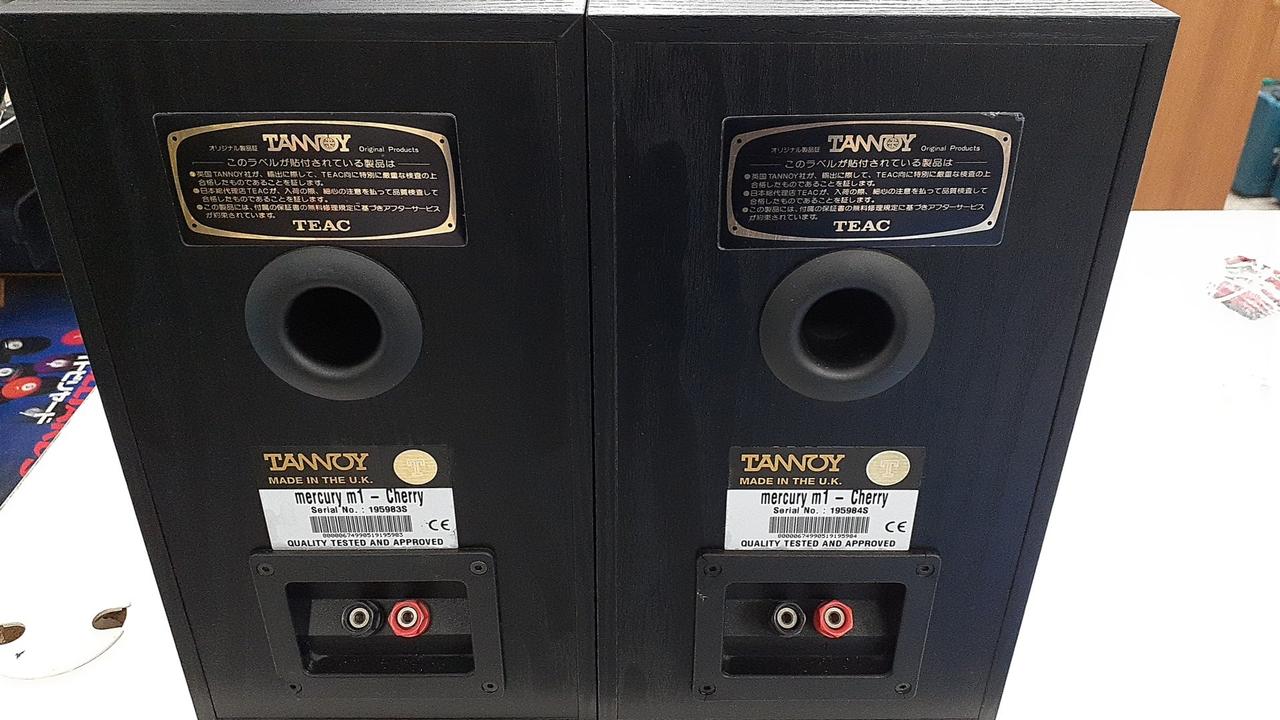 オリジナル製品証 TANNOY Original Products
このラベルが貼付されている製品は
●英国TANNOY社が、輸出に際して、TEAC向に特別に厳重な検査の上
合格したものであることを証します。
●日本総代理店TEACが、入荷の際、細心の注意を払って品質検査して
合格したものであることを証します。
●この製品には、付属の保証書の無料修理規定に基づきアフターサービス
が約束されています。
TEAC
TANNOY T
MADE IN THE U.K.
mercury m1 – Cherry
Serial No. : 195983S
CE
QUALITY TESTED AND APPROVED
オリジナル製品証 TANNOY Original Products
このラベルが貼付されている製品は
●英国TANNOY社が、輸出に際して、TEAC向に特別に厳重な検査の上
合格したものであることを証します。
●日本総代理店TEACが、入荷の際、細心の注意を払って品質検査して
合格したものであることを証します。
●この製品には、付属の保証書の無料修理規定に基づきアフターサービス
が約束されています。
TEAC
TANNOY T
MADE IN THE U.K.
mercury m1 – Cherry
Serial No. : 195984S
CE
QUALITY TESTED AND APPROVED